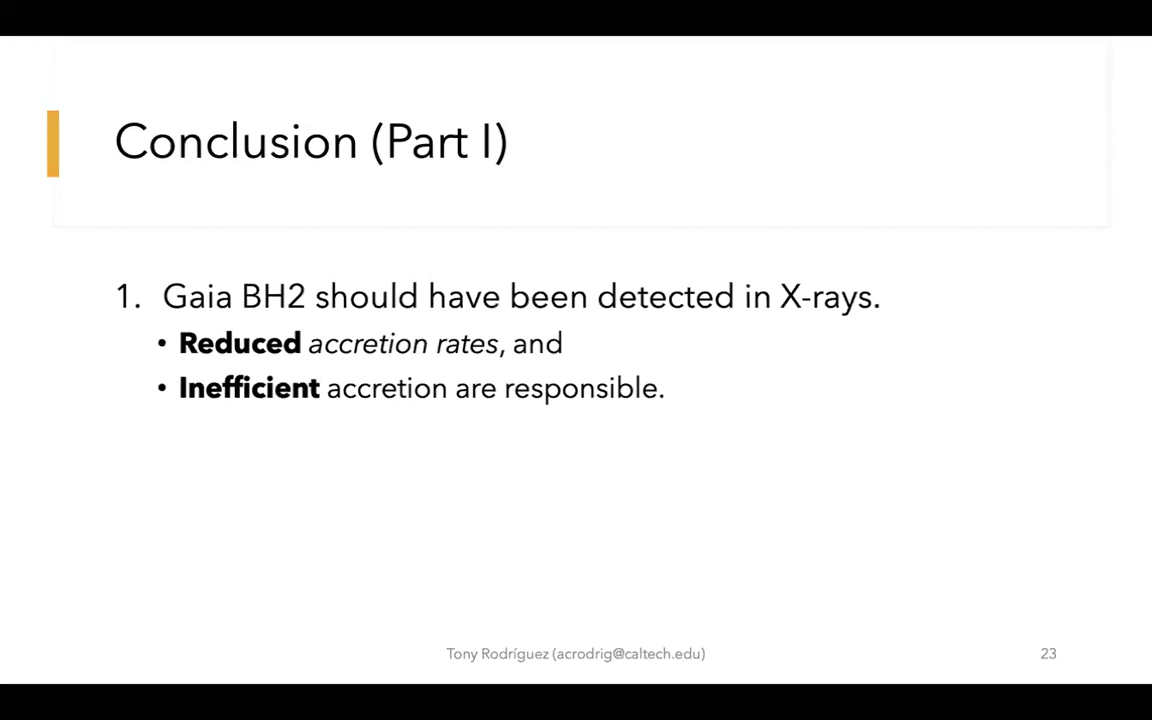 Conclusion (Part I)
1. Gaia BH2 should have been detected in X-rays.
• Reduced accretion rates, and
• Inefficient accretion are responsible.
Tony Rodríguez (acrodrig@caltech.edu)
23